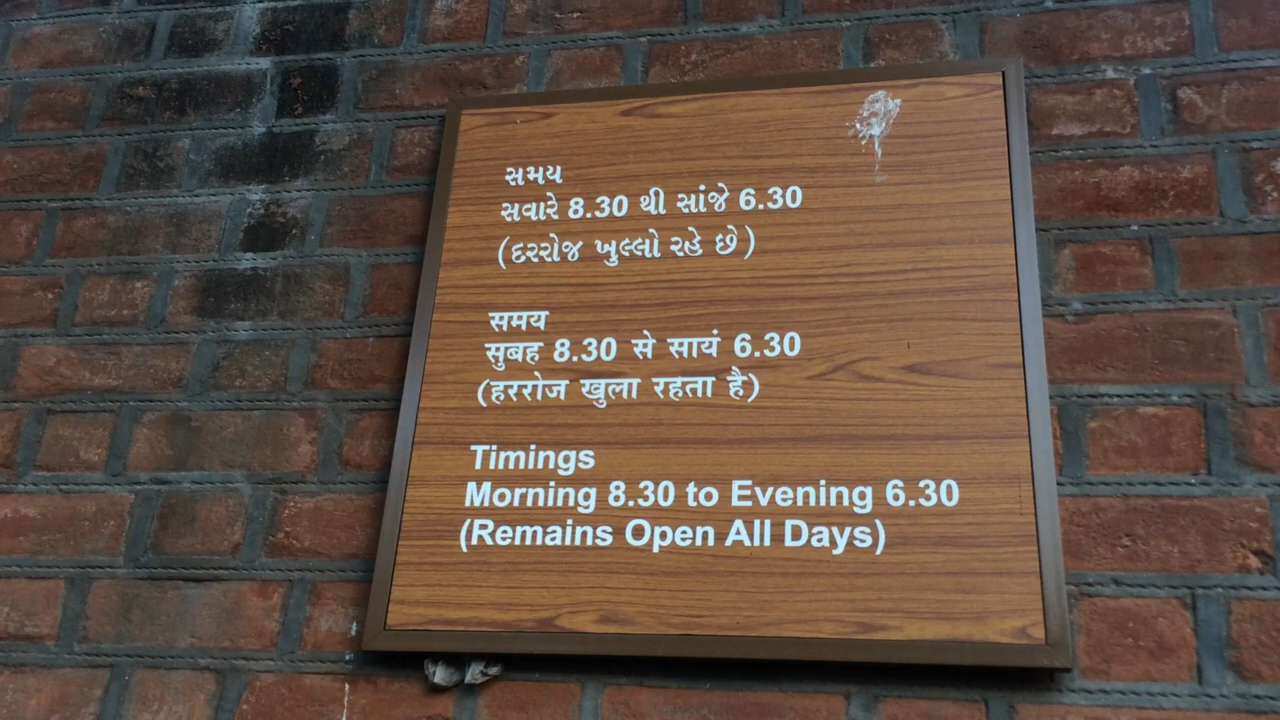 સમય
સવારે 8.30 થી સાંજે 6.30
(દરરોજ ખુલ્લો રહે છે)
समय
सुबह 8.30 से सायं 6.30
(हररोज खुला रहता है)
Timings
Morning 8.30 to Evening 6.30
(Remains Open All Days)